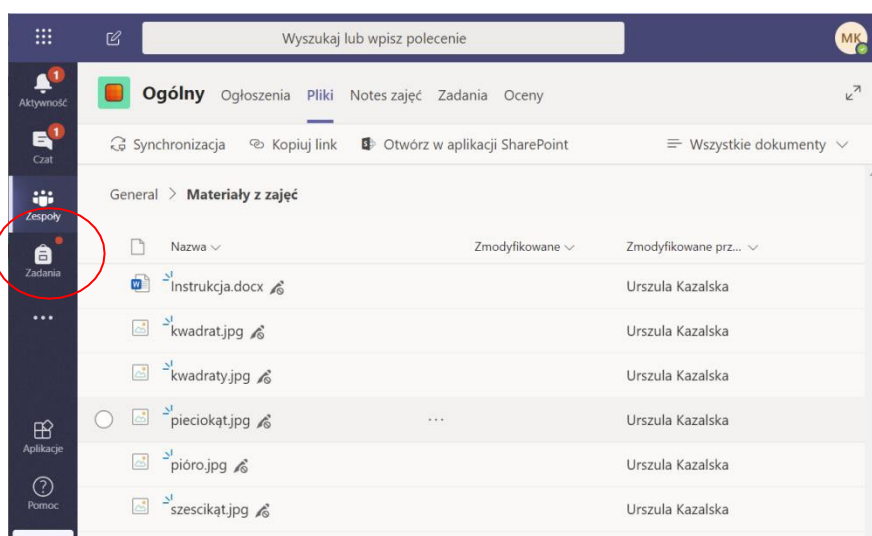 Wyszukaj lub wpisz polecenie
MK
1
Aktywność
Ogólny Ogłoszenia Pliki Notes zajęć Zadania Oceny
1
Czat
Synchronizacja Kopiuj link Otwórz w aplikacji SharePoint Wszystkie dokumenty
Zespoły
General > Materiały z zajęć
Zadania
Nazwa Zmodyfikowane Zmodyfikowane prz...
Instrukcja.docx Urszula Kazalska
kwadrat.jpg Urszula Kazalska
kwadraty.jpg Urszula Kazalska
pieciokąt.jpg ... Urszula Kazalska
Aplikacje
pióro.jpg Urszula Kazalska
Pomoc
szescikąt.jpg Urszula Kazalska